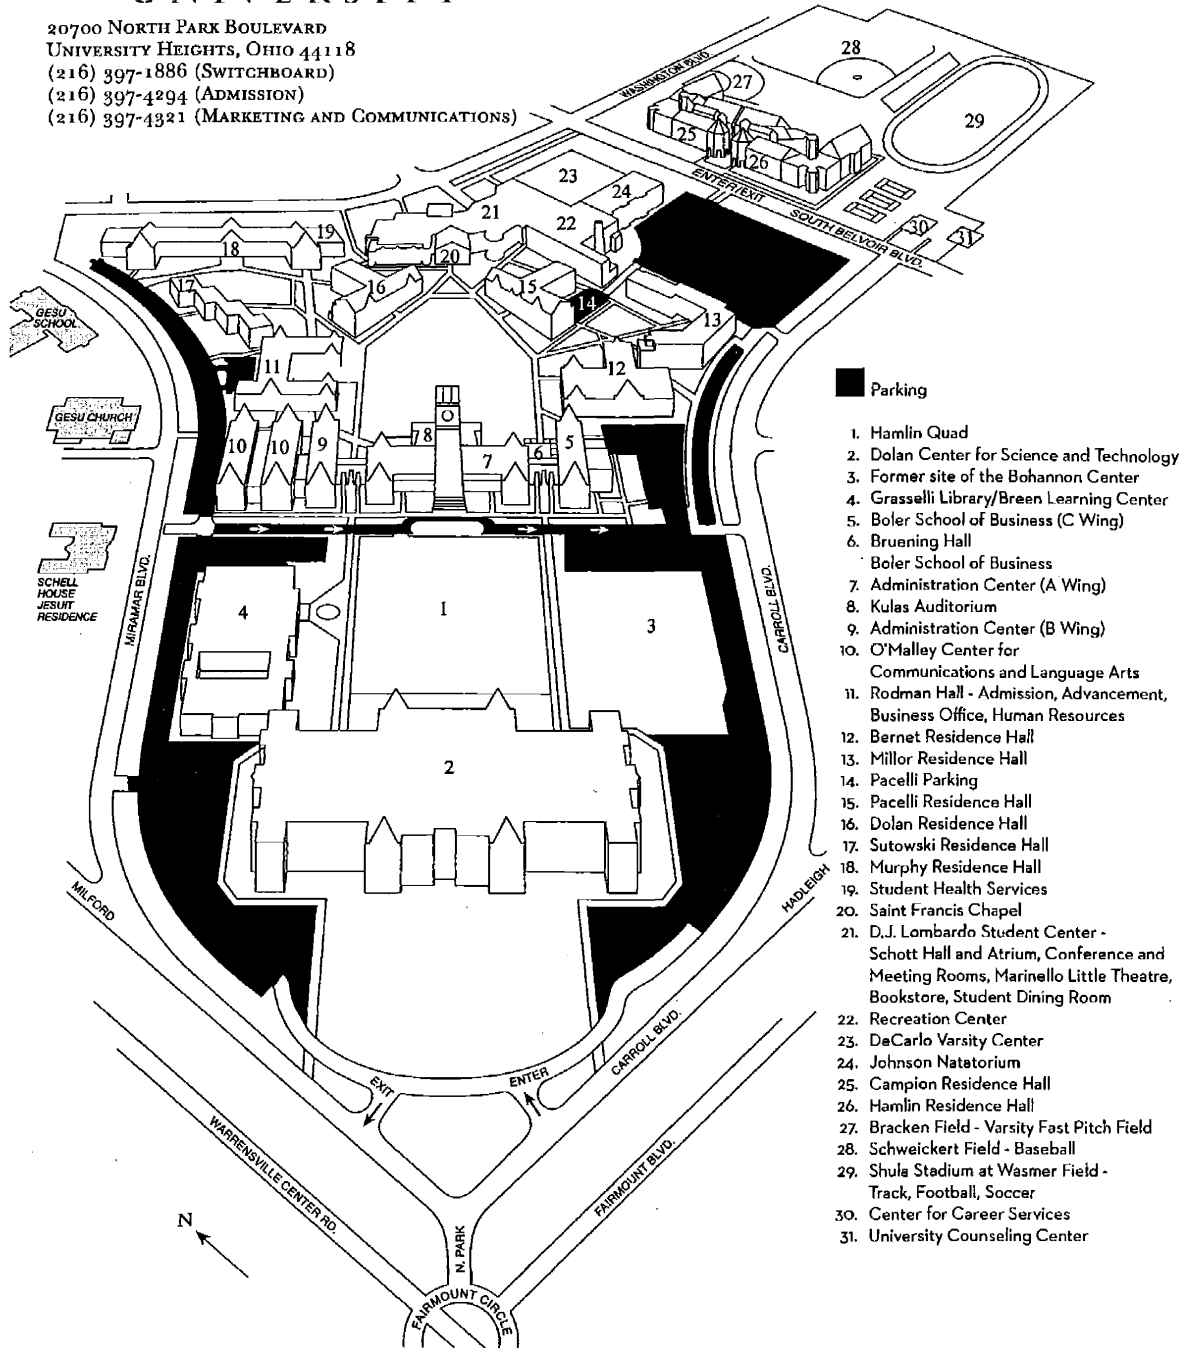 20700 North Park Boulevard
University Heights, Ohio 44118
(216) 397-1886 (Switchboard)
(216) 397-4294 (Admission)
(216) 397-4321 (Marketing and Communications)
WASHINGTON BLVD.
28
27
29
25
26
23
24
ENTER/EXIT
SOUTH BELVOIR BLVD.
21
22
30
31
19
18
20
17
16
15
14
13
GESU
SCHOOL
11
12
Parking
GESU CHURCH
10
10
9
8
7
6
5
SCHELL
HOUSE
JESUIT
RESIDENCE
MIRAMAR BLVD.
CARROLL BLVD.
4
1
3
2
MILFORD
HADLEIGH
EXIT
ENTER
CARROLL BLVD.
WARRENSVILLE CENTER RD.
FAIRMOUNT BLVD.
N
N. PARK
FAIRMOUNT CIRCLE
1. Hamlin Quad
2. Dolan Center for Science and Technology
3. Former site of the Bohannon Center
4. Grasselli Library/Breen Learning Center
5. Boler School of Business (C Wing)
6. Bruening Hall
Boler School of Business
7. Administration Center (A Wing)
8. Kulas Auditorium
9. Administration Center (B Wing)
10. O'Malley Center for
Communications and Language Arts
11. Rodman Hall - Admission, Advancement,
Business Office, Human Resources
12. Bernet Residence Hall
13. Millor Residence Hall
14. Pacelli Parking
15. Pacelli Residence Hall
16. Dolan Residence Hall
17. Sutowski Residence Hall
18. Murphy Residence Hall
19. Student Health Services
20. Saint Francis Chapel
21. D.J. Lombardo Student Center -
Schott Hall and Atrium, Conference and
Meeting Rooms, Marinello Little Theatre,
Bookstore, Student Dining Room
22. Recreation Center
23. DeCarlo Varsity Center
24. Johnson Natatorium
25. Campion Residence Hall
26. Hamlin Residence Hall
27. Bracken Field - Varsity Fast Pitch Field
28. Schweickert Field - Baseball
29. Shula Stadium at Wasmer Field -
Track, Football, Soccer
30. Center for Career Services
31. University Counseling Center